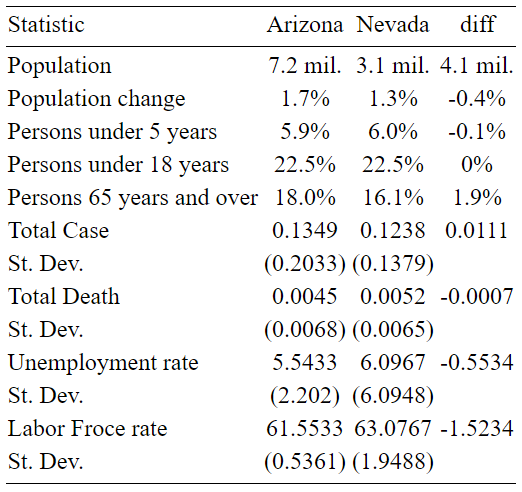 Statistic Arizona Nevada diff
Population 7.2 mil. 3.1 mil. 4.1 mil.
Population change 1.7% 1.3% -0.4%
Persons under 5 years 5.9% 6.0% -0.1%
Persons under 18 years 22.5% 22.5% 0%
Persons 65 years and over 18.0% 16.1% 1.9%
Total Case 0.1349 0.1238 0.0111
St. Dev. (0.2033) (0.1379)
Total Death 0.0045 0.0052 -0.0007
St. Dev. (0.0068) (0.0065)
Unemployment rate 5.5433 6.0967 -0.5534
St. Dev. (2.202) (6.0948)
Labor Froce rate 61.5533 63.0767 -1.5234
St. Dev. (0.5361) (1.9488)